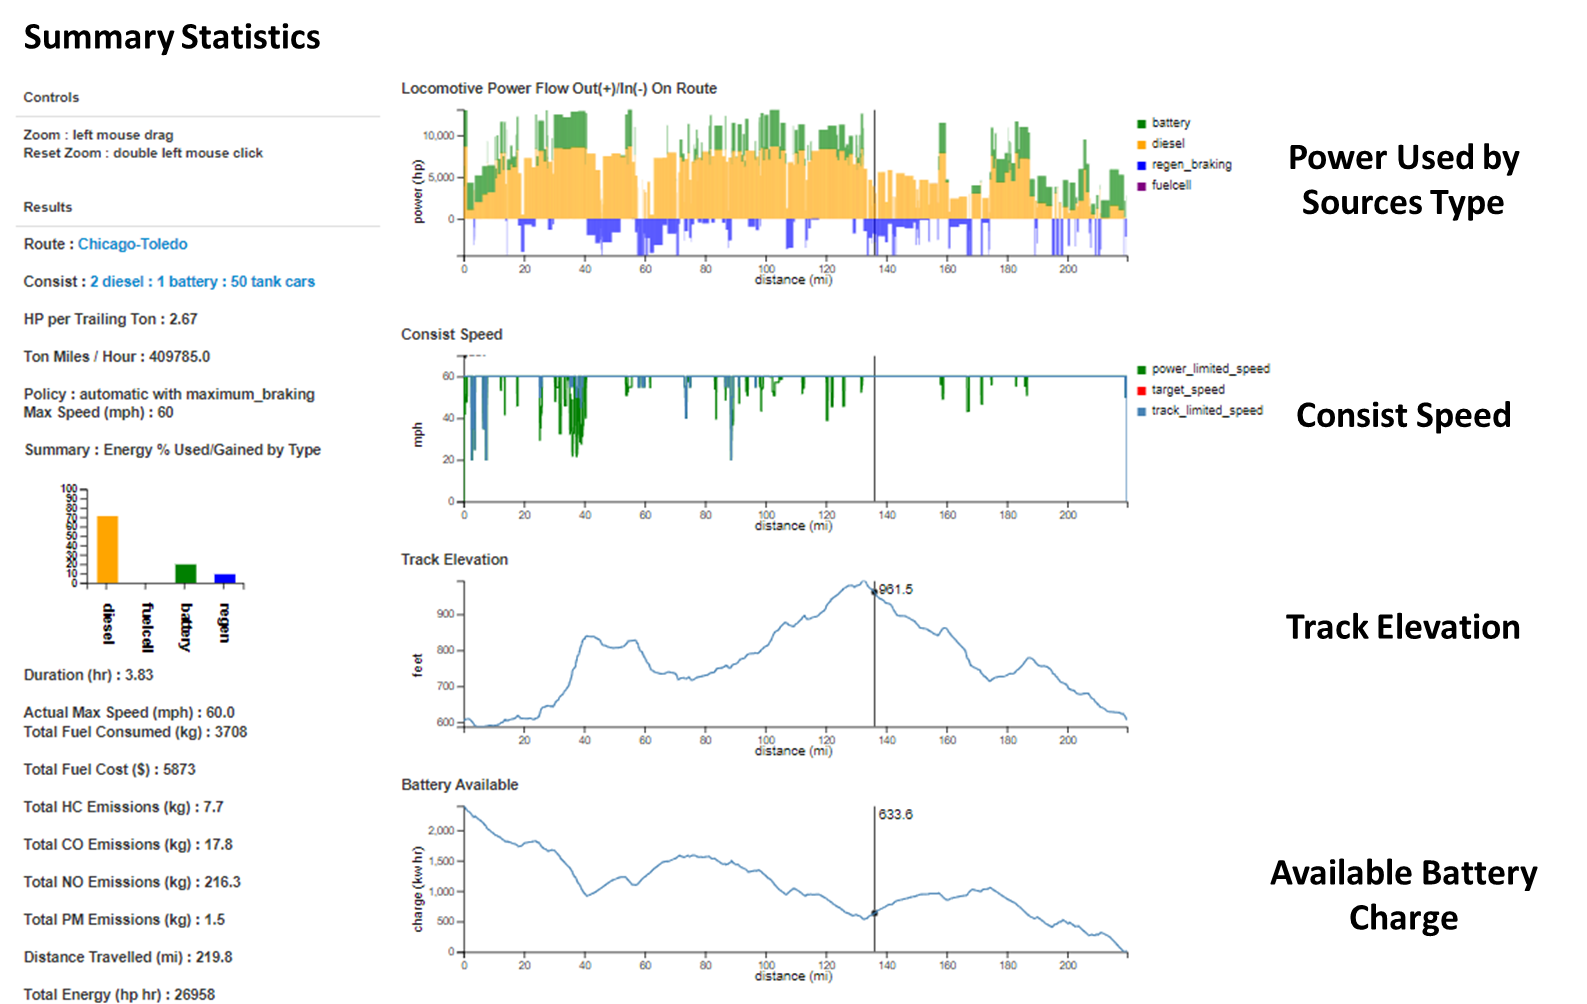 Summary Statistics
Controls
Zoom : left mouse drag
Reset Zoom : double left mouse click
Results
Route : Chicago-Toledo
Consist : 2 diesel : 1 battery : 50 tank cars
HP per Trailing Ton : 2.67
Ton Miles / Hour : 409785.0
Policy : automatic with maximum_braking
Max Speed (mph) : 60
Summary : Energy % Used/Gained by Type
100
90
80
70
60
50
40
30
20
10
0
diesel
fuelcell
battery
regen
Duration (hr) : 3.83
Actual Max Speed (mph) : 60.0
Total Fuel Consumed (kg) : 3708
Total Fuel Cost ($) : 5873
Total HC Emissions (kg) : 7.7
Total CO Emissions (kg) : 17.8
Total NO Emissions (kg) : 216.3
Total PM Emissions (kg) : 1.5
Distance Travelled (mi) : 219.8
Total Energy (hp hr) : 26958
Locomotive Power Flow Out(+)/In(-) On Route
power (hp)
10,000
5,000
0
0 20 40 60 80 100 120 140 160 180 200
distance (mi)
battery
diesel
regen_braking
fuelcell
Power Used by
Sources Type
Consist Speed
mph
60
40
20
0
0 20 40 60 80 100 120 140 160 180 200
distance (mi)
power_limited_speed
target_speed
track_limited_speed
Consist Speed
Track Elevation
feet
900
800
700
600
961.5
20 40 60 80 100 120 140 160 180 200
distance (mi)
Track Elevation
Battery Available
charge (kw hr)
2,000
1,500
1,000
500
0
633.6
0 20 40 60 80 100 120 140 160 180 200
distance (mi)
Available Battery
Charge